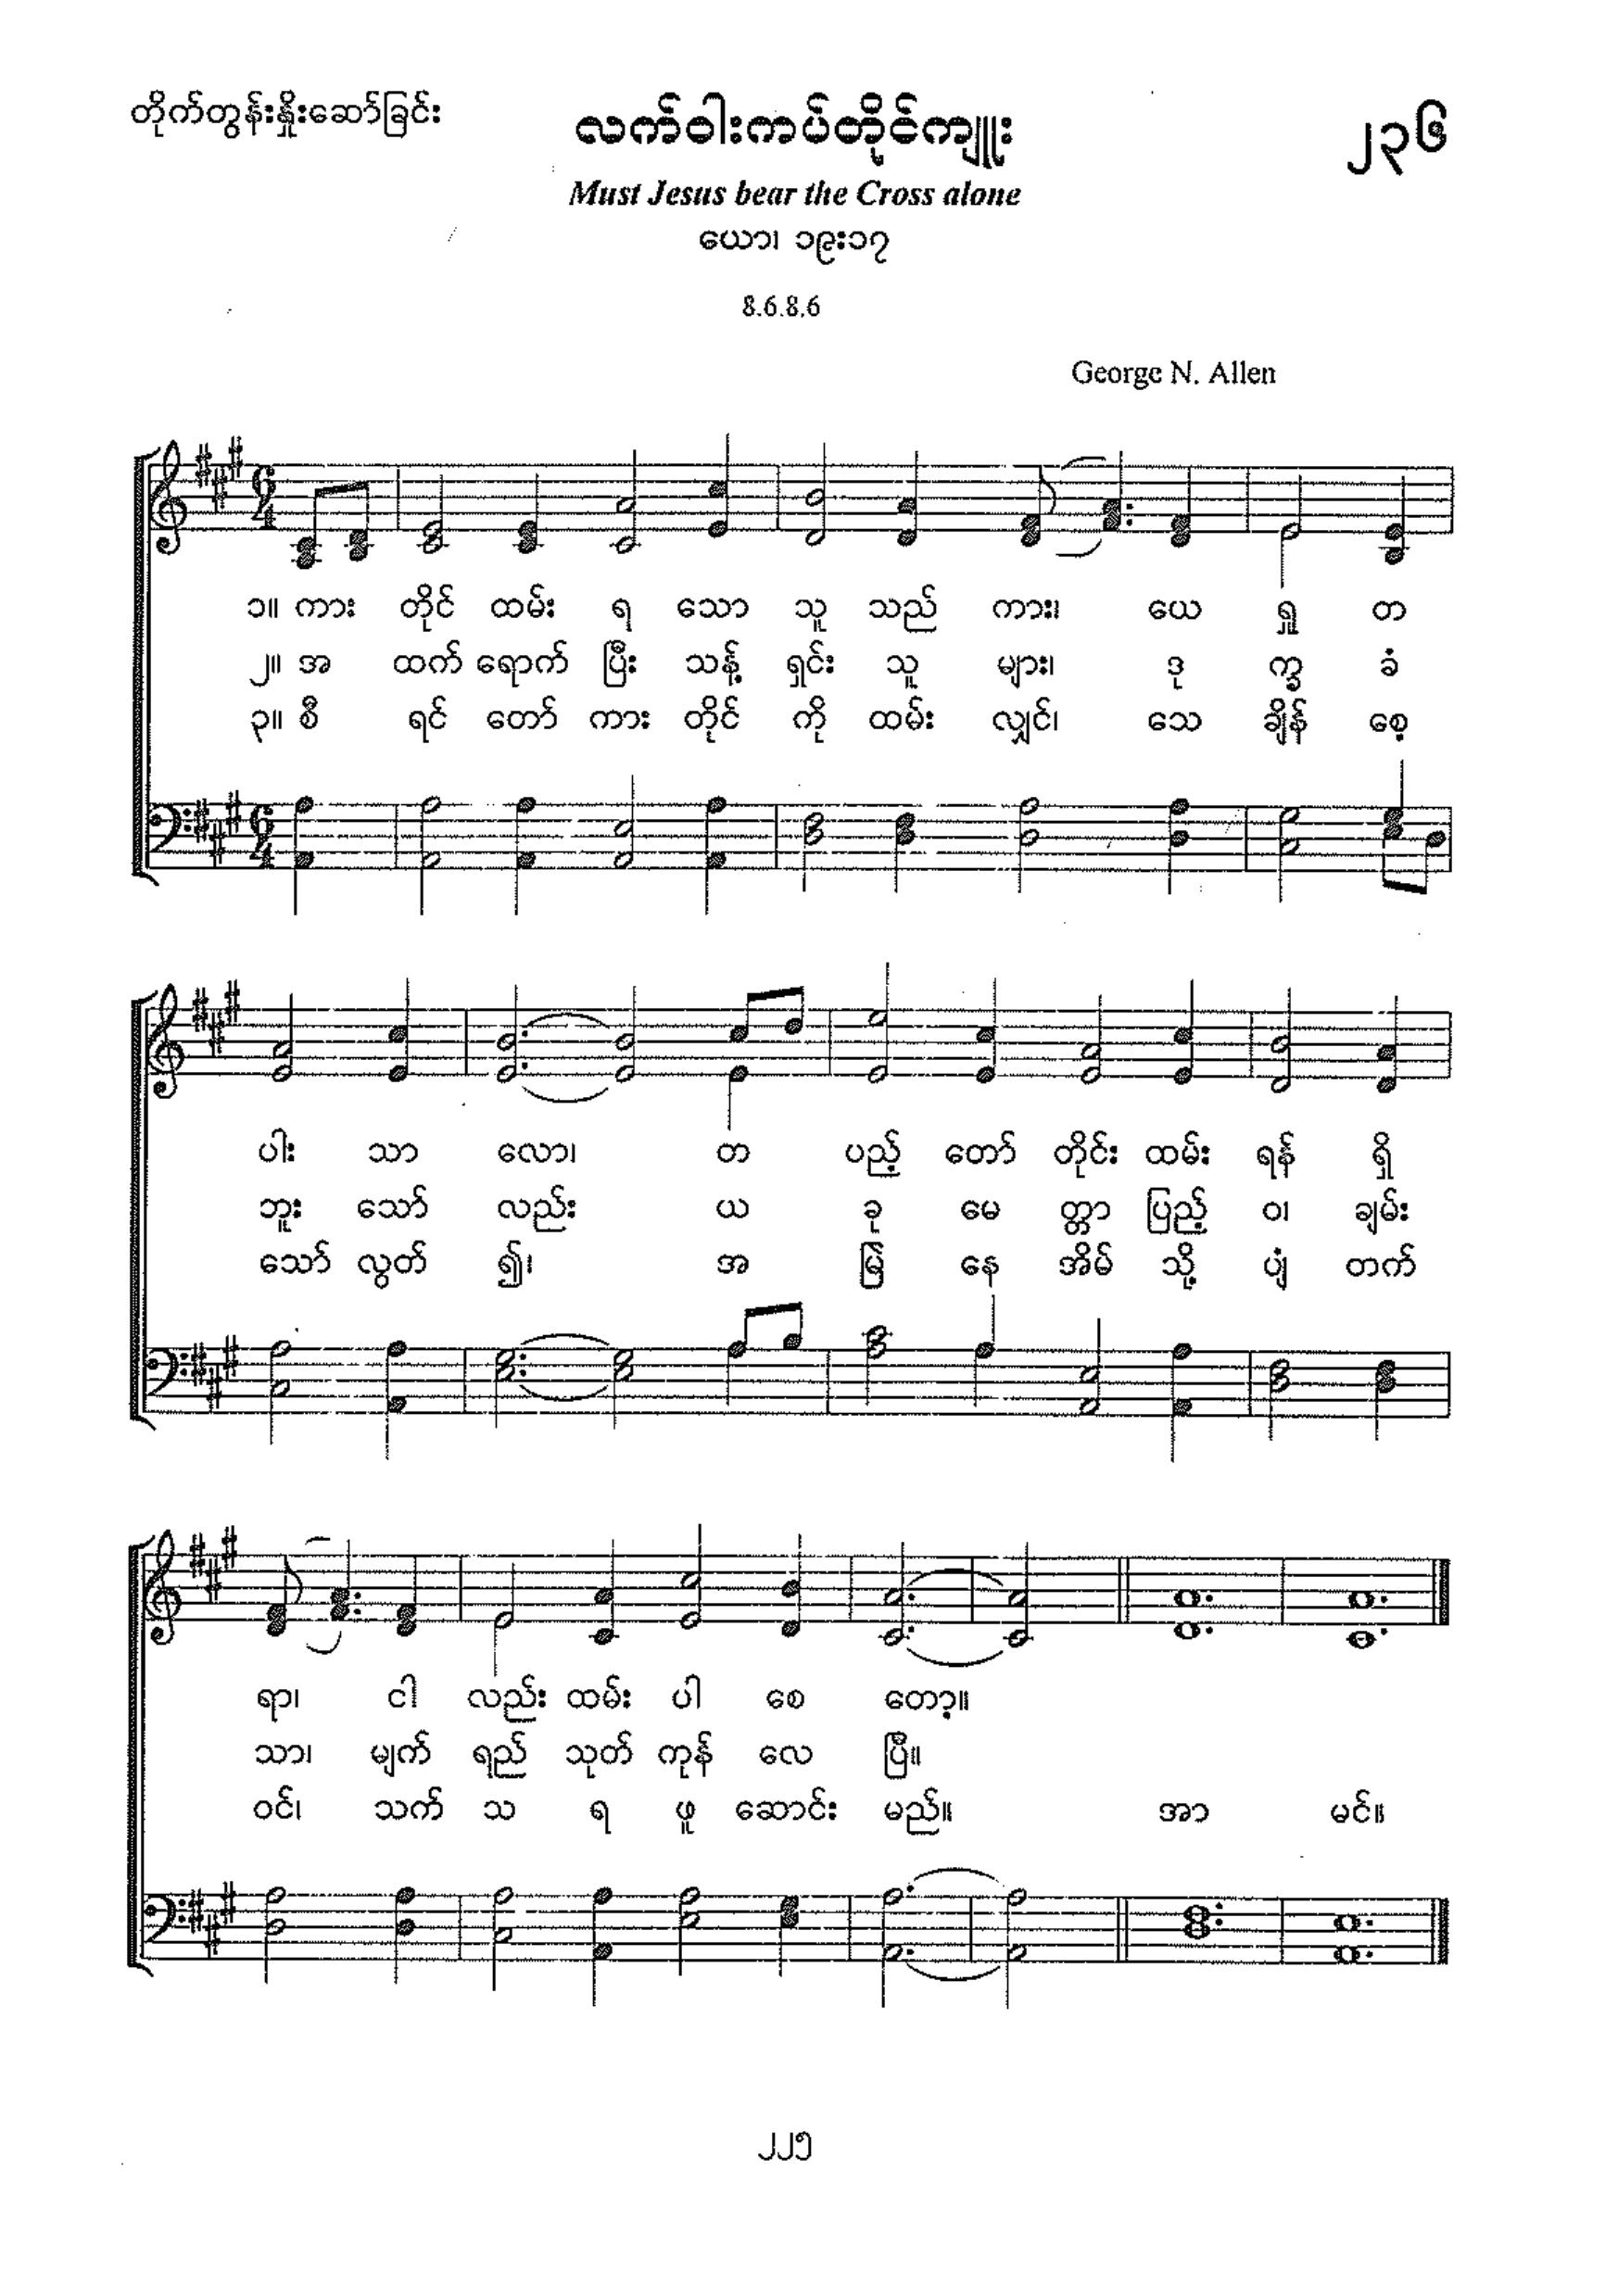 တိုက်တွန်းနှိုးဆော်ခြင်း
လက်ဝါးကပ်တိုင်ကျူး
၂၃၆
Must Jesus bear the Cross alone
ယော၊ ၁၉း၁၇
8.6.8.6
George N. Allen
၁။ ကား တိုင် ထမ်း ရ သော သူ သည် ကား၊ ယေ ရှု တ
၂။ အ ထက် ရောက် ပြီး သန့် ရှင်း သူ များ၊ ဒု က္ခ ခံ
၃။ စီ ရင် တော် ကား တိုင် ကို ထမ်း လျှင်၊ သေ ချိန် စေ့
ပါး သာ လော၊ တ ပည့် တော် တိုင်း ထမ်း ရန် ရှိ
ဘူး သော် လည်း ယ ခု မေ တ္တာ ပြည့် ဝ၊ ချမ်း
သော် လွတ် ၍၊ အ မြဲ နေ အိမ် သို့ ပျံ တက်
ရာ၊ ငါ လည်း ထမ်း ပါ စေ တော့။
သာ၊ မျက် ရည် သုတ် ကုန် လေ ပြီ။
ဝင်၊ သက် သ ရ ဖူ ဆောင်း မည်။ အာ မင်။
၂၂၅